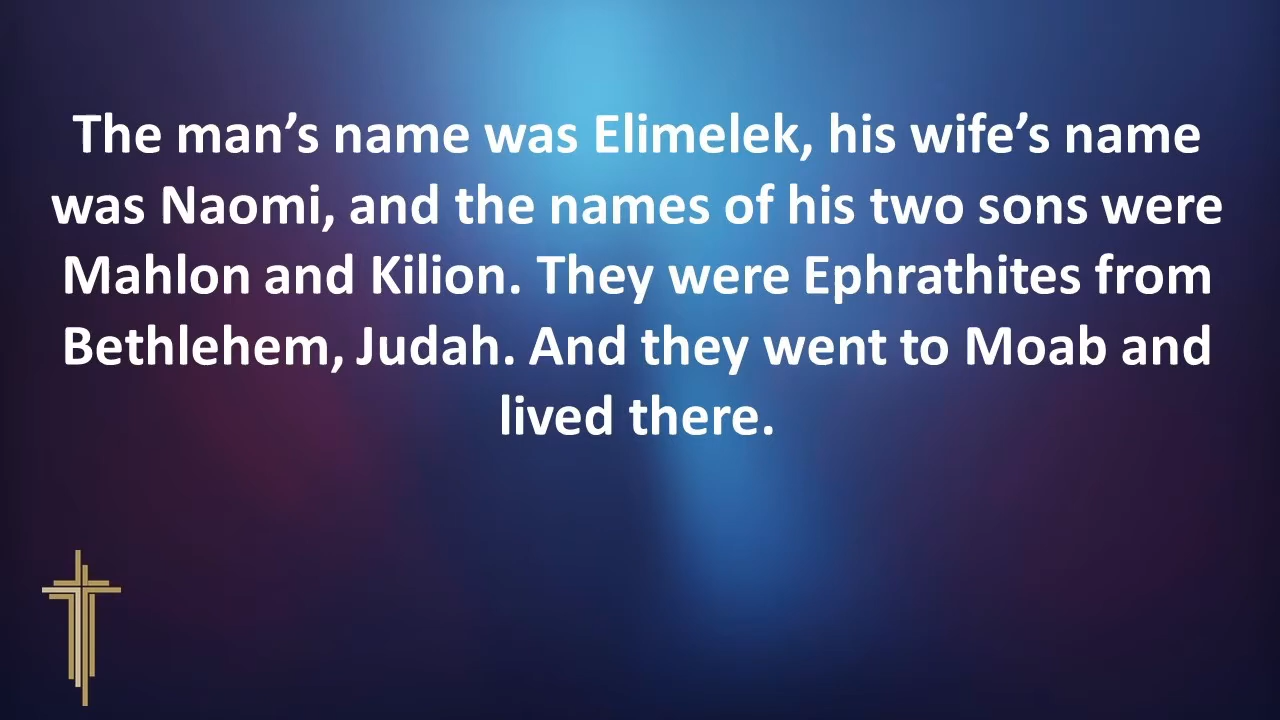 The man’s name was Elimelek, his wife’s name
was Naomi, and the names of his two sons were
Mahlon and Kilion. They were Ephrathites from
Bethlehem, Judah. And they went to Moab and
lived there.